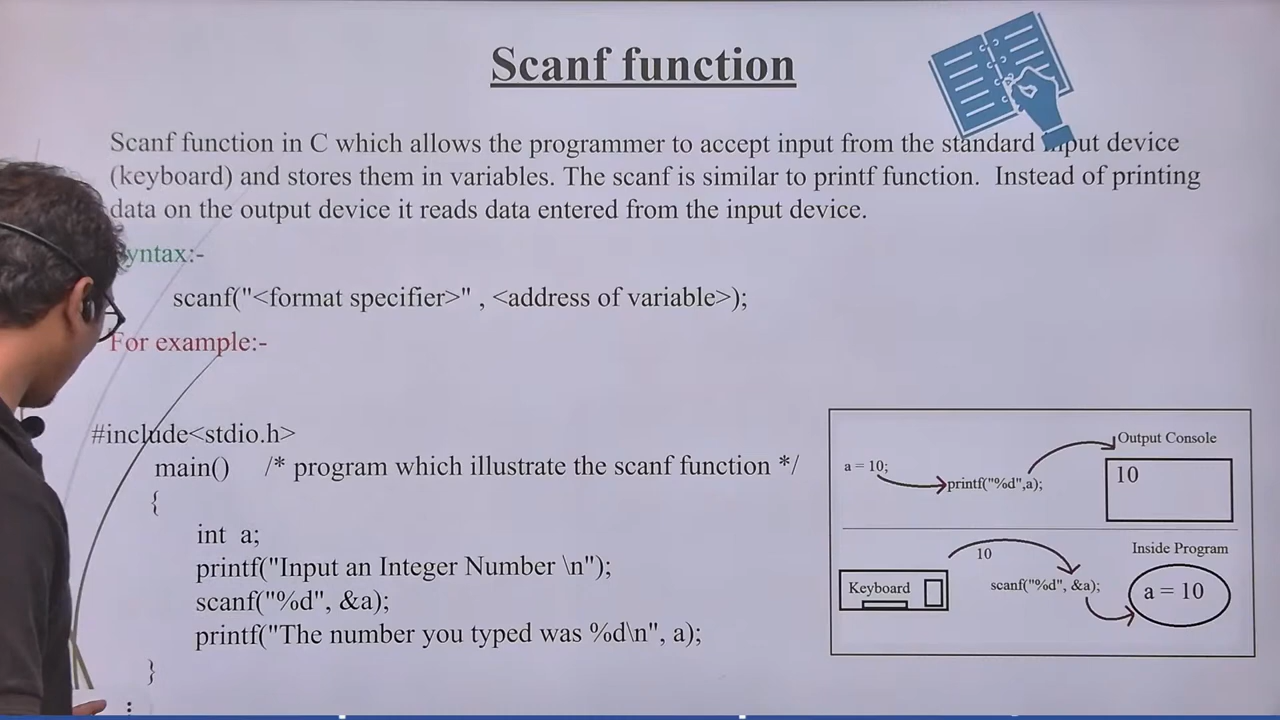 Scanf function
Scanf function in C which allows the programmer to accept input from the standard input device
(keyboard) and stores them in variables. The scanf is similar to printf function. Instead of printing
data on the output device it reads data entered from the input device.
yntax:-
scanf("<format specifier>" , <address of variable>);
For example:-
#include<stdio.h>
main() /* program which illustrate the scanf function */
{
int a;
printf("Input an Integer Number \n");
scanf("%d", &a);
printf("The number you typed was %d\n", a);
}
Output Console
a = 10;
printf("%d",a);
10
10
Inside Program
Keyboard
scanf("%d", &a);
a = 10